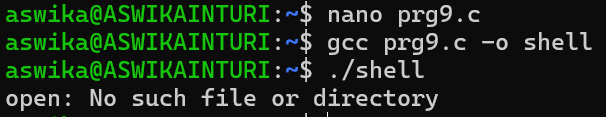 aswika@ASWIKAINTURI:~$ nano prg9.c
aswika@ASWIKAINTURI:~$ gcc prg9.c -o shell
aswika@ASWIKAINTURI:~$ ./shell
open: No such file or directory